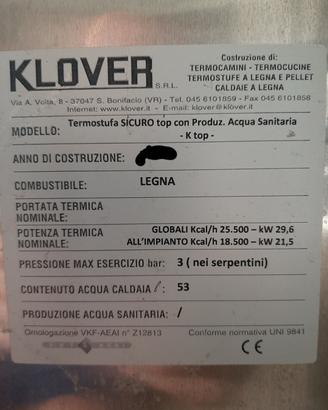 KLOVER S.R.L.
Costruzione di:
TERMOCAMINI - TERMOCUCINE
TERMOSTUFE A LEGNA E PELLET
CALDAIE A LEGNA
Via A. Volta, 8 - 37047 S. Bonifacio (VR) - Tel. 045 6101859 - Fax 045 6101858
Internet: www.klover.it - E-mail: klover@klover.it
MODELLO: Termostufa SICURO top con Produz. Acqua Sanitaria
- K top -
ANNO DI COSTRUZIONE:
COMBUSTIBILE: LEGNA
PORTATA TERMICA
NOMINALE:
POTENZA TERMICA GLOBALI Kcal/h 25.500 – kW 29,6
NOMINALE: ALL'IMPIANTO Kcal/h 18.500 – kW 21,5
PRESSIONE MAX ESERCIZIO bar: 3 ( nei serpentini)
CONTENUTO ACQUA CALDAIA l: 53
PRODUZIONE ACQUA SANITARIA: /
Omologazione VKF-AEAI n° Z12813 Conforme normativa UNI 9841
CE